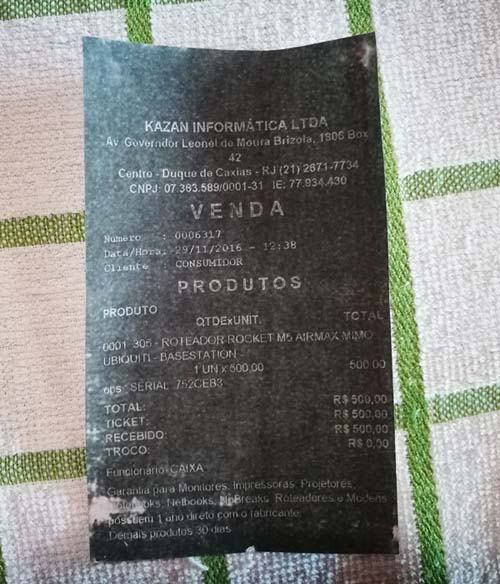 KAZAN INFORMÁTICA LTDA
Av. Governador Leonel de Moura Brizola, 1806 Box
42
Centro - Duque de Caxias - RJ (21) 2671-7734
CNPJ: 07.363.589/0001-31 IE: 77.934.430
VENDA
Numero : 0006317
Data/Hora: 29/11/2016 - 12:38
Cliente : CONSUMIDOR
PRODUTOS
PRODUTO
QTDExUNIT. TOTAL
0001 305 - ROTEADOR ROCKET M5 AIRMAX MIMO
UBIQUITI - BASESTATION
1 UN x 500.00 500.00
ops SERIAL 752CEB3
TOTAL: R$ 500,00
TICKET: R$ 500,00
RECEBIDO: R$ 500,00
TROCO: R$ 0,00
Funcionario CAIXA
Garantia para Monitores, Impressoras, Projetores,
Netbooks, NoBreaks, Roteadores e Modens
possuem 1 ano direto com o fabricante.
Demais produtos 30 dias